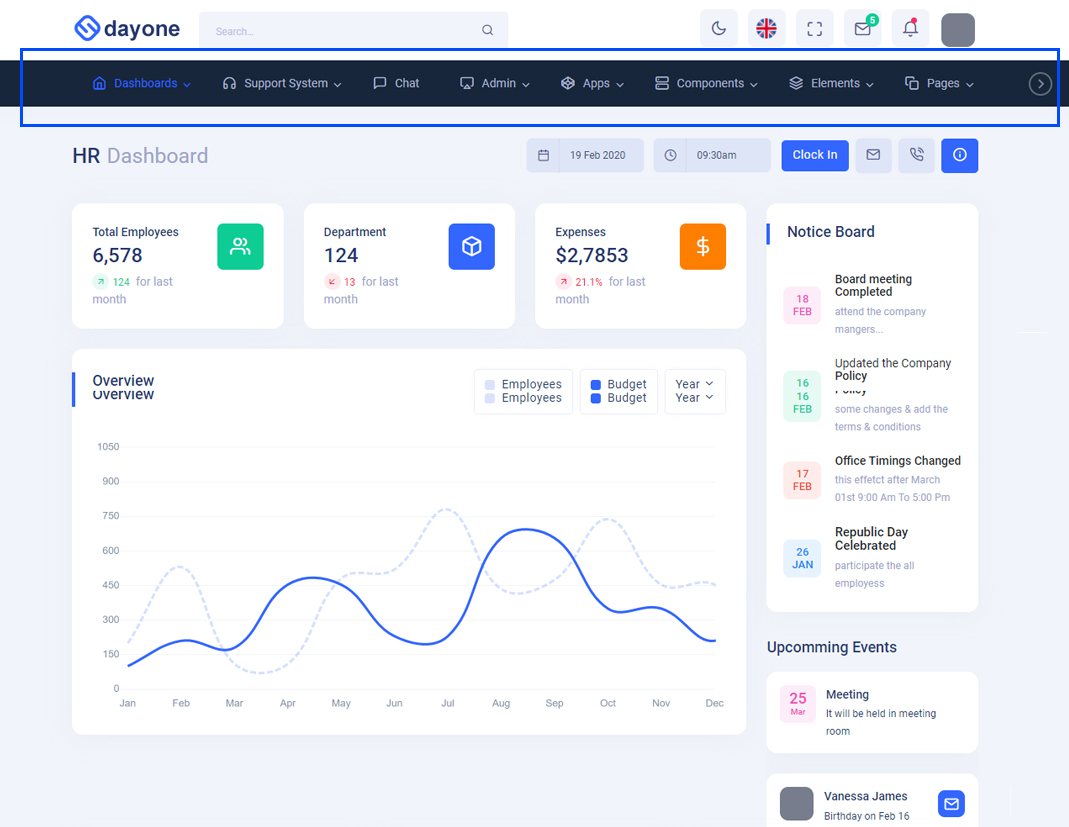 dayone
Search...
5
Dashboards
Support System
Chat
Admin
Apps
Components
Elements
Pages
HR Dashboard
19 Feb 2020
09:30am
Clock In
Total Employees
6,578
124 for last
month
Department
124
13 for last
month
Expenses
$2,7853
21.1% for last
month
Notice Board
18
FEB
Board meeting
Completed
attend the company
mangers...
16
16
FEB
Updated the Company
Policy
Policy
some changes & add the
terms & conditions
17
FEB
Office Timings Changed
this effetct after March
01st 9:00 Am To 5:00 Pm
26
JAN
Republic Day
Celebrated
participate the all
employess
Overview
Overview
Employees
Employees
Budget
Budget
Year
Year
1050
900
750
600
450
300
150
0
Jan Feb Mar Apr May Jun Jul Aug Sep Oct Nov Dec
Upcomming Events
25
Mar
Meeting
It will be held in meeting
room
Vanessa James
Birthday on Feb 16